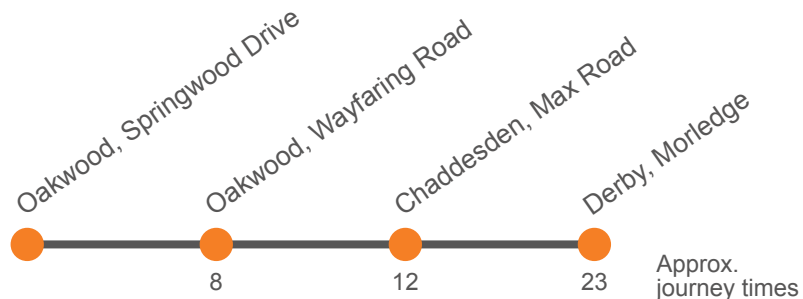 Oakwood, Springwood Drive
Oakwood, Wayfaring Road
Chaddesden, Max Road
Derby, Morledge
8
12
23
Approx.
journey times